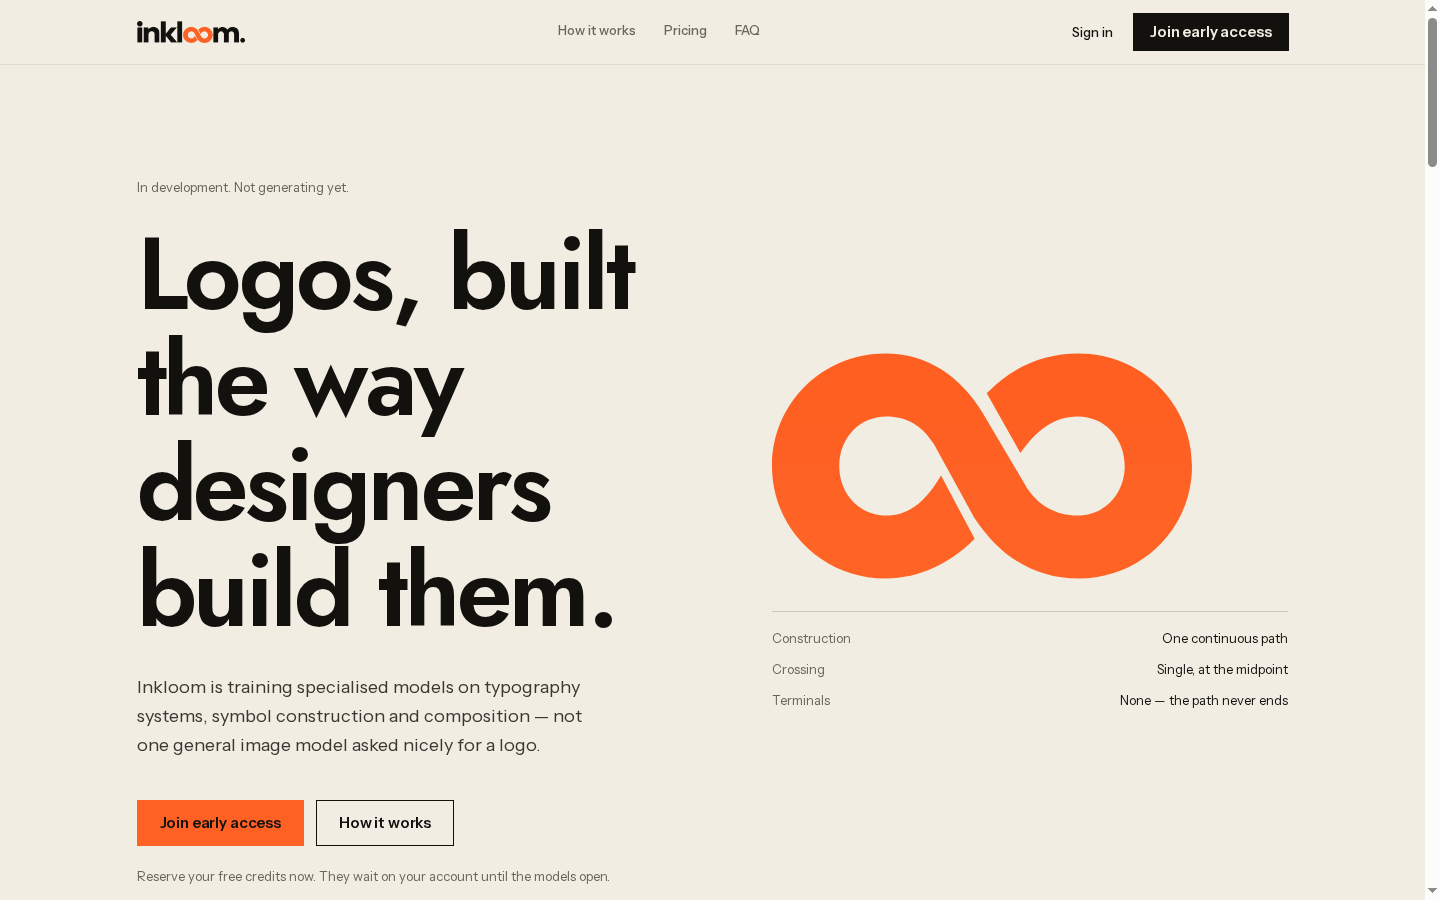 inkloom.
How it works
Pricing
FAQ
Sign in
Join early access
In development. Not generating yet.
Logos, built
the way
designers
build them.
Inkloom is training specialised models on typography
systems, symbol construction and composition — not
one general image model asked nicely for a logo.
Join early access
How it works
Reserve your free credits now. They wait on your account until the models open.
Construction
One continuous path
Crossing
Single, at the midpoint
Terminals
None — the path never ends